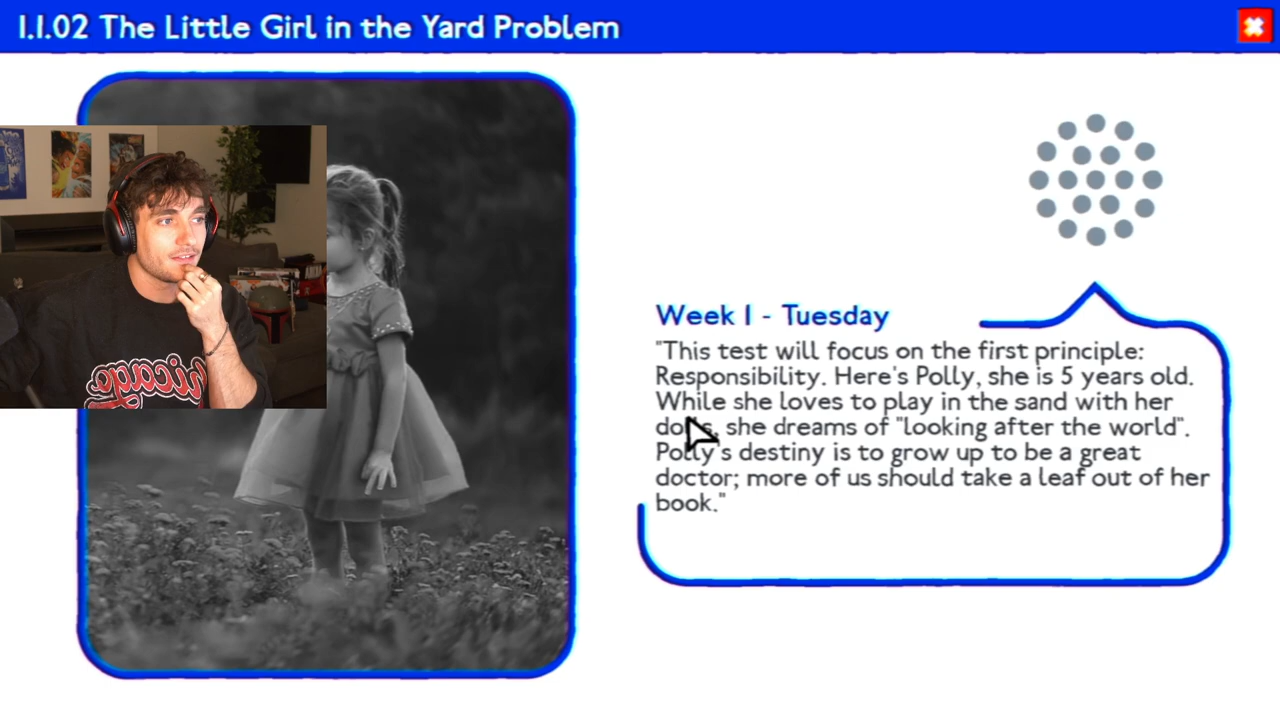 1.1.02 The Little Girl in the Yard Problem
Week 1 - Tuesday
"This test will focus on the first principle:
Responsibility. Here's Polly, she is 5 years old.
While she loves to play in the sand with her
dolls, she dreams of "looking after the world".
Polly's destiny is to grow up to be a great
doctor; more of us should take a leaf out of her
book."